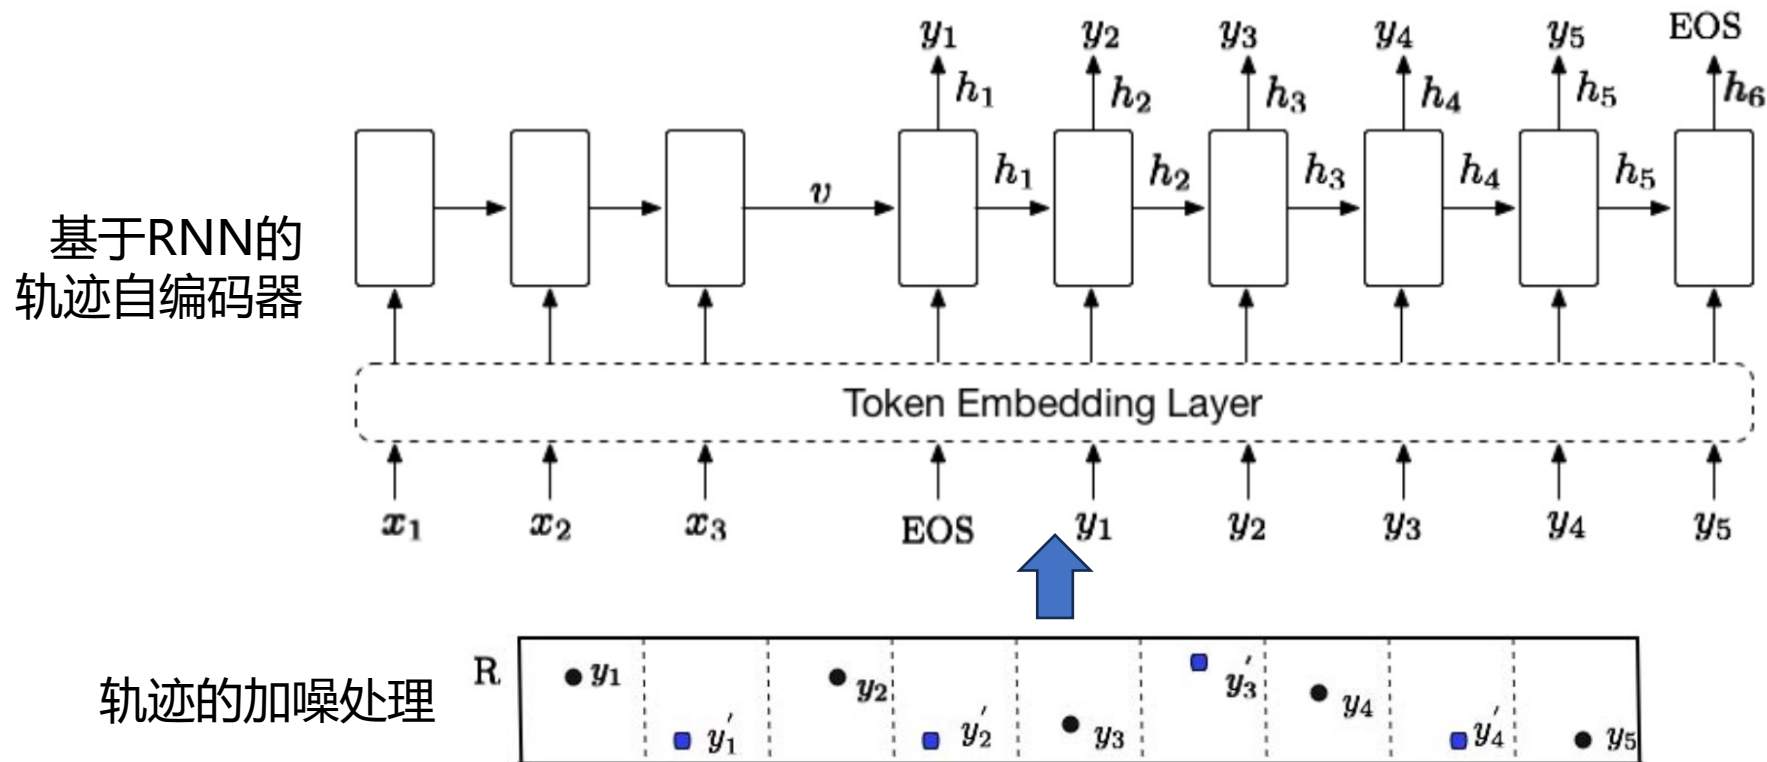 y₁ y₂ y₃ y₄ y₅ EOS
h₁ h₂ h₃ h₄ h₅ h₆
v h₁ h₂ h₃ h₄ h₅
基于RNN的
轨迹自编码器
Token Embedding Layer
x₁ x₂ x₃ EOS y₁ y₂ y₃ y₄ y₅
轨迹的加噪处理
R y₁ y₂ y₃' y₄
y₁' y₂' y₃ y₄' y₅